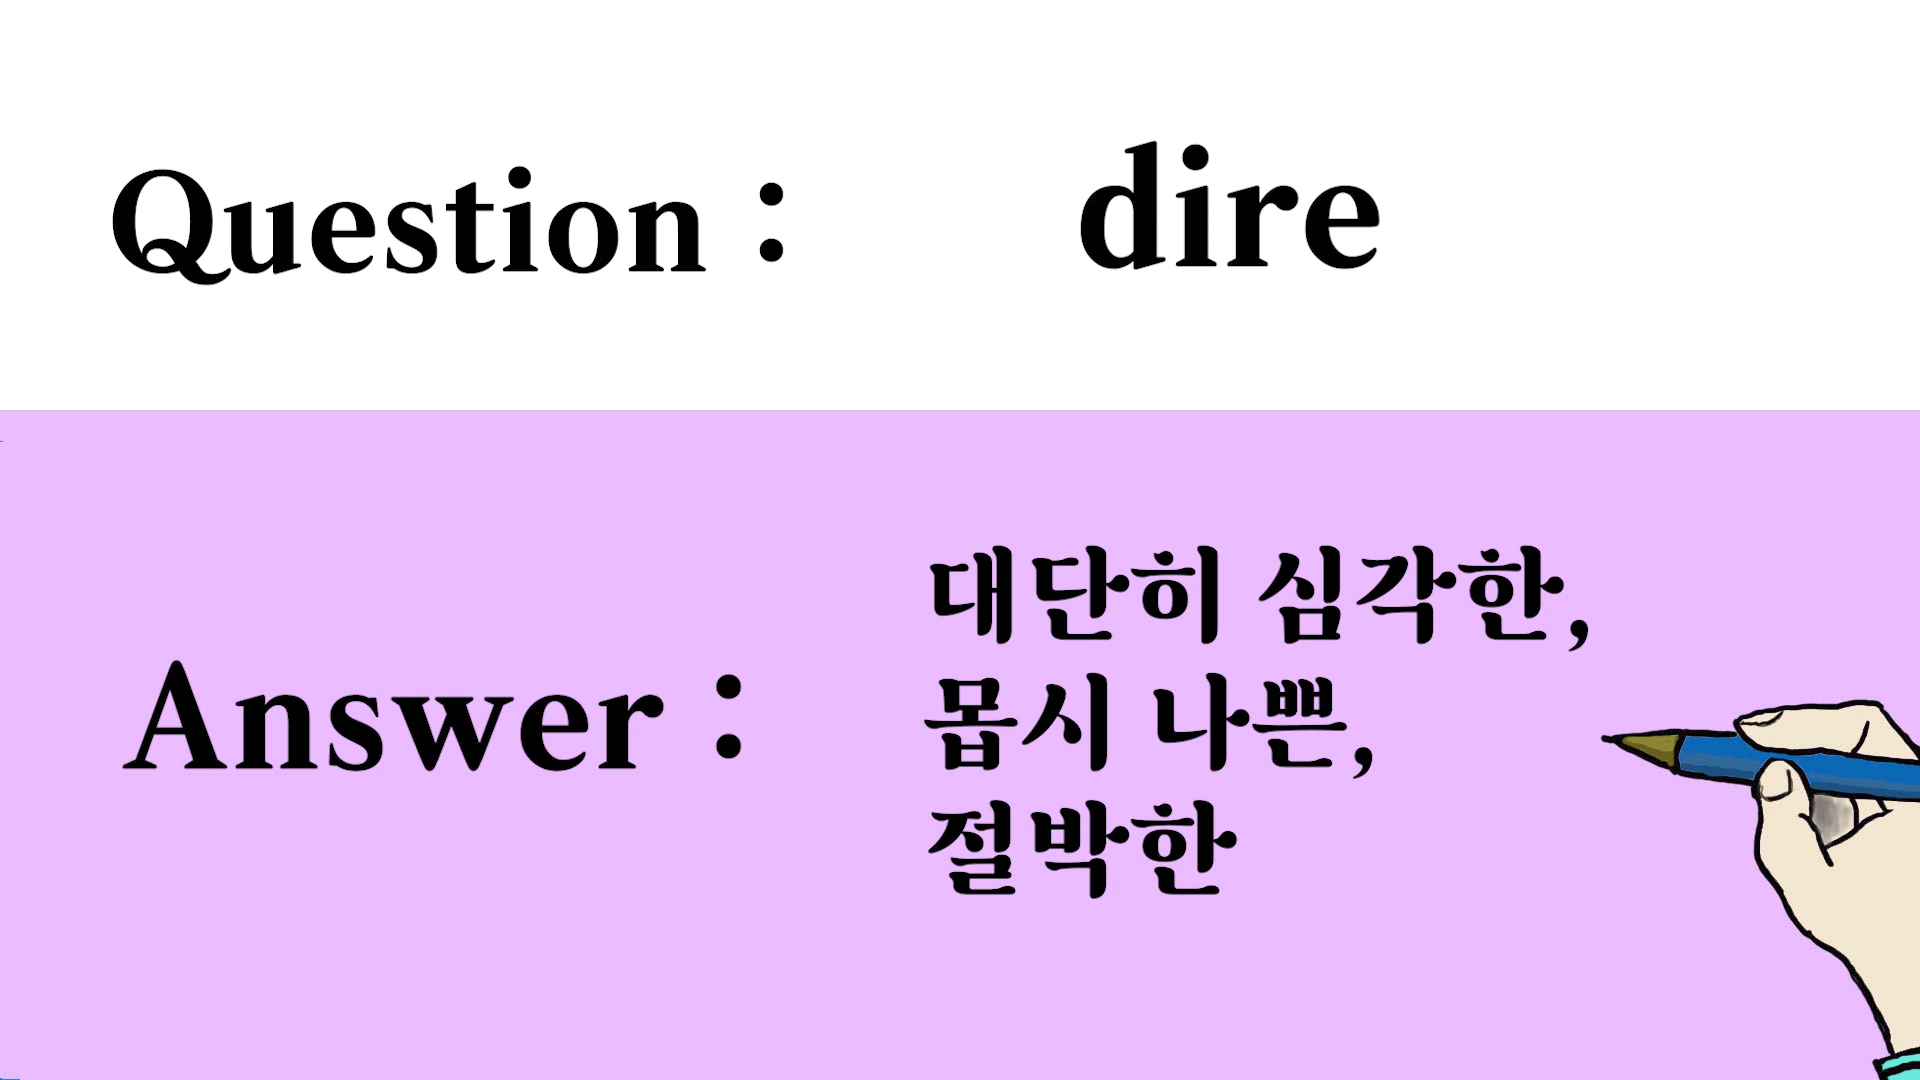 Question : dire
대단히 심각한,
몹시 나쁜,
Answer :
절박한